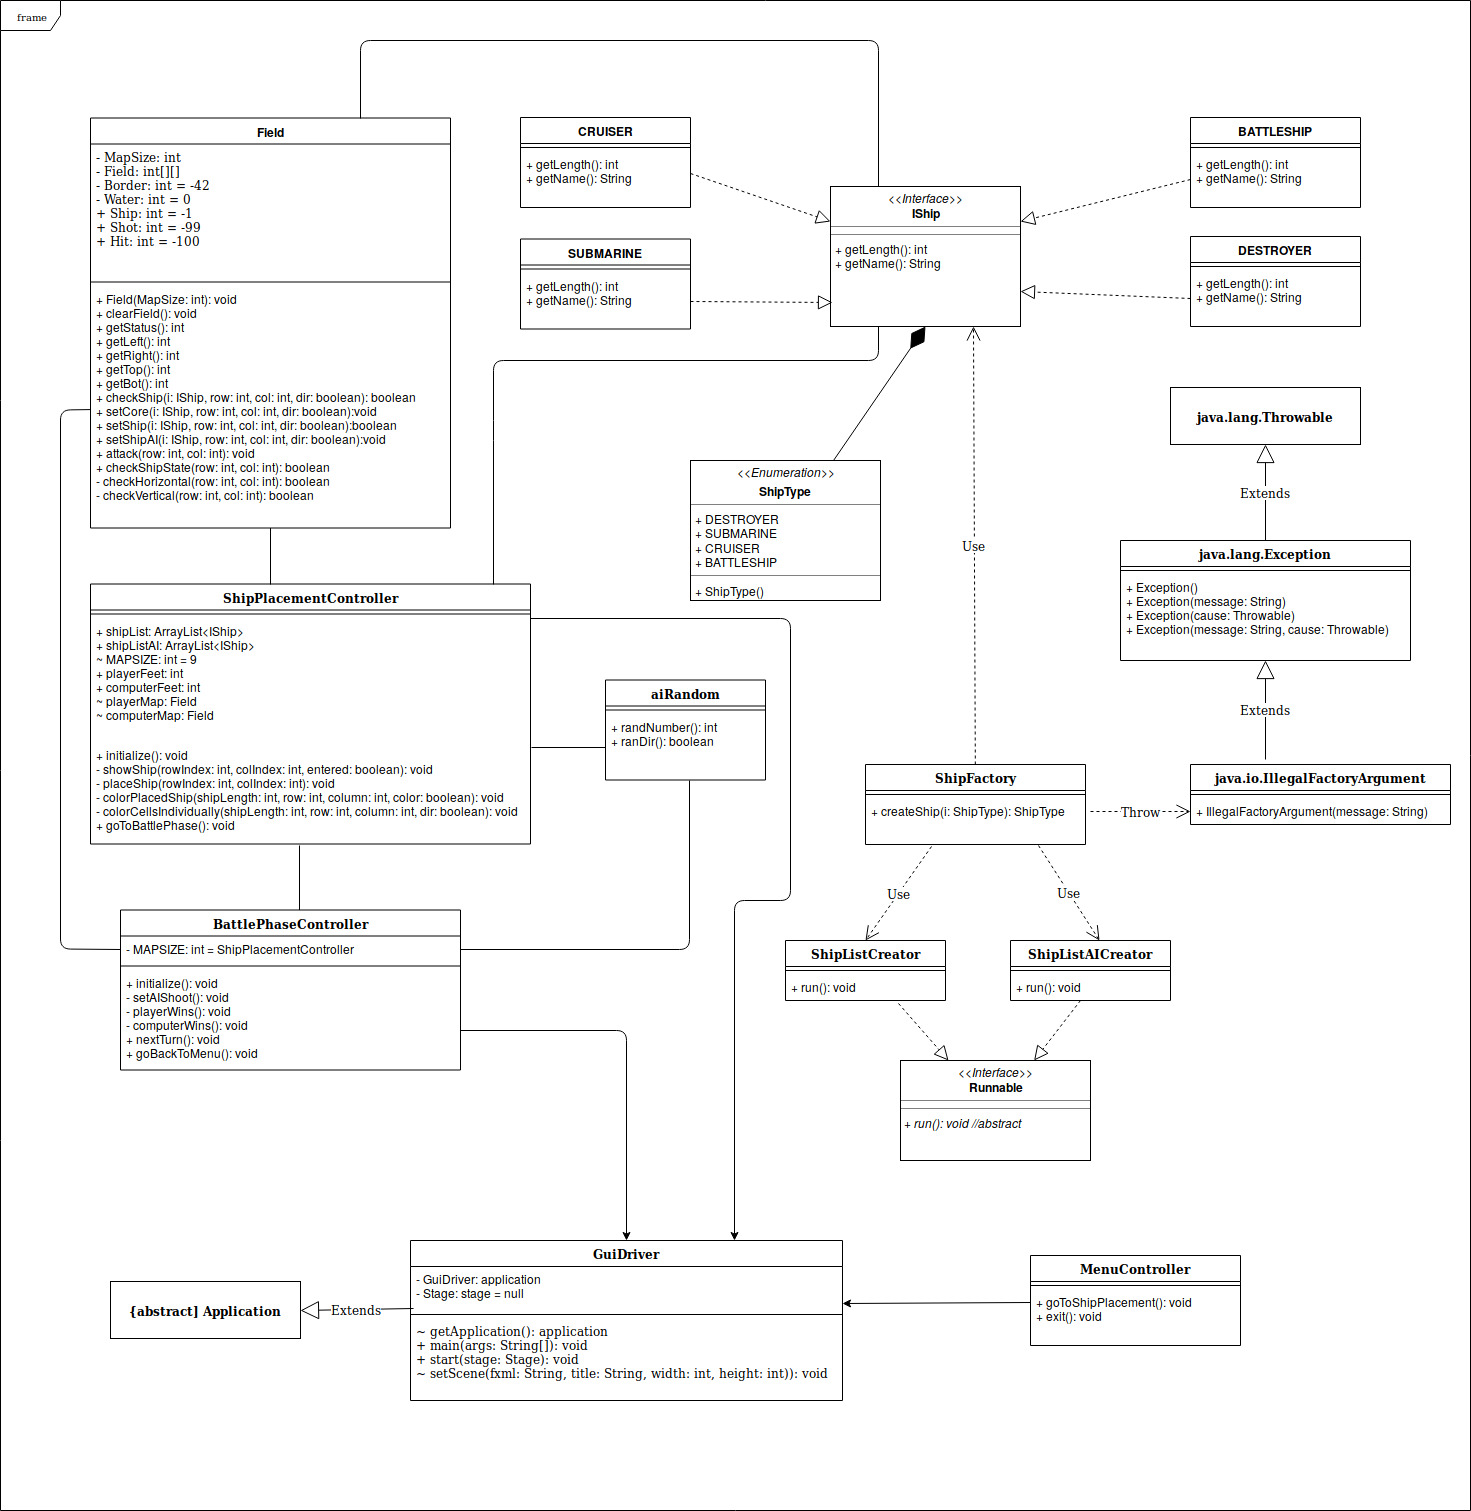 frame
Field
- MapSize: int
- Field: int[][]
- Border: int = -42
- Water: int = 0
+ Ship: int = -1
+ Shot: int = -99
+ Hit: int = -100
+ Field(MapSize: int): void
+ clearField(): void
+ getStatus(): int
+ getLeft(): int
+ getRight(): int
+ getTop(): int
+ getBot(): int
+ checkShip(i: IShip, row: int, col: int, dir: boolean): boolean
+ setCore(i: IShip, row: int, col: int, dir: boolean):void
+ setShip(i: IShip, row: int, col: int, dir: boolean):boolean
+ setShipAI(i: IShip, row: int, col: int, dir: boolean):void
+ attack(row: int, col: int): void
+ checkShipState(row: int, col: int): boolean
- checkHorizontal(row: int, col: int): boolean
- checkVertical(row: int, col: int): boolean
CRUISER
+ getLength(): int
+ getName(): String
SUBMARINE
+ getLength(): int
+ getName(): String
<<Interface>>
IShip
+ getLength(): int
+ getName(): String
BATTLESHIP
+ getLength(): int
+ getName(): String
DESTROYER
+ getLength(): int
+ getName(): String
<<Enumeration>>
ShipType
+ DESTROYER
+ SUBMARINE
+ CRUISER
+ BATTLESHIP
+ ShipType()
Use
java.lang.Throwable
Extends
java.lang.Exception
+ Exception()
+ Exception(message: String)
+ Exception(cause: Throwable)
+ Exception(message: String, cause: Throwable)
Extends
ShipPlacementController
+ shipList: ArrayList<IShip>
+ shipListAI: ArrayList<IShip>
~ MAPSIZE: int = 9
+ playerFeet: int
+ computerFeet: int
~ playerMap: Field
~ computerMap: Field
+ initialize(): void
- showShip(rowIndex: int, colIndex: int, entered: boolean): void
- placeShip(rowIndex: int, colIndex: int): void
- colorPlacedShip(shipLength: int, row: int, column: int, color: boolean): void
- colorCellsIndividually(shipLength: int, row: int, column: int, dir: boolean): void
+ goToBattlePhase(): void
aiRandom
+ randNumber(): int
+ ranDir(): boolean
ShipFactory
+ createShip(i: ShipType): ShipType
Throw
java.io.IllegalFactoryArgument
+ IllegalFactoryArgument(message: String)
Use
Use
BattlePhaseController
- MAPSIZE: int = ShipPlacementController
+ initialize(): void
- setAIShoot(): void
- playerWins(): void
- computerWins(): void
+ nextTurn(): void
+ goBackToMenu(): void
ShipListCreator
+ run(): void
ShipListAICreator
+ run(): void
<<Interface>>
Runnable
+ run(): void //abstract
GuiDriver
- GuiDriver: application
- Stage: stage = null
~ getApplication(): application
+ main(args: String[]): void
+ start(stage: Stage): void
~ setScene(fxml: String, title: String, width: int, height: int)): void
{abstract] Application
Extends
MenuController
+ goToShipPlacement(): void
+ exit(): void